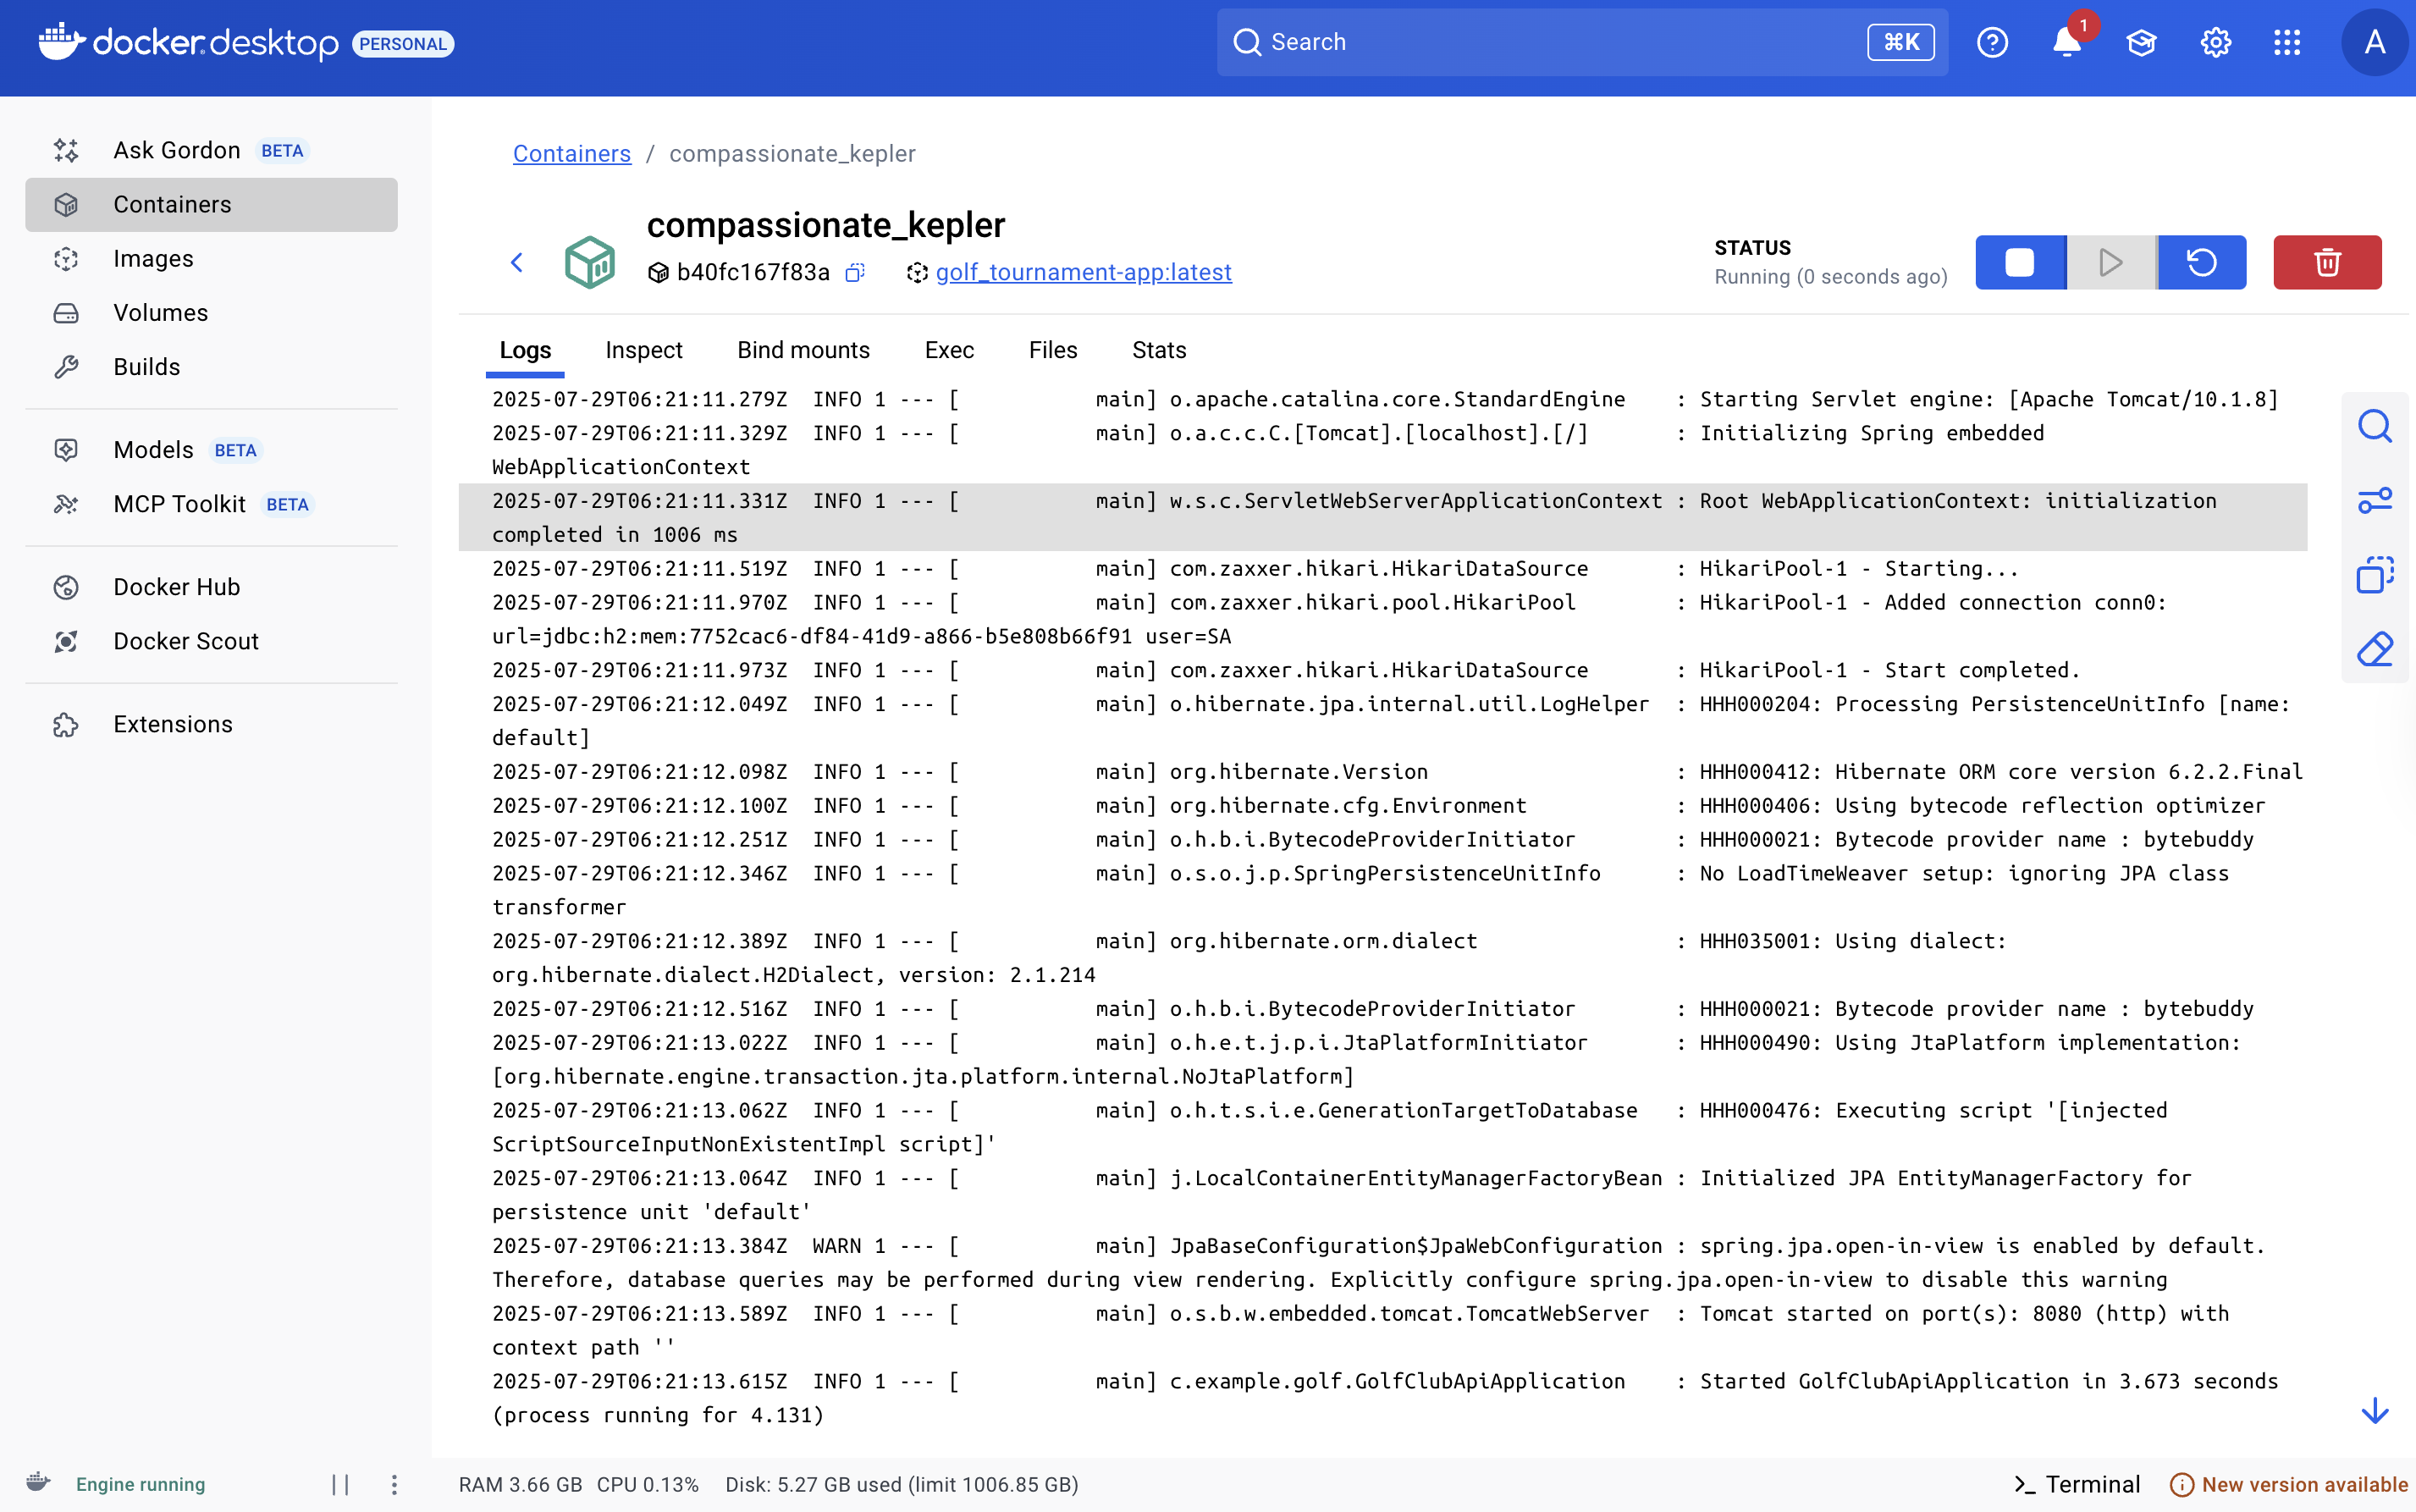 docker.desktop PERSONAL
Search
⌘K
1
A
Ask Gordon BETA
Containers
Images
Volumes
Builds
Models BETA
MCP Toolkit BETA
Docker Hub
Docker Scout
Extensions
Containers / compassionate_kepler
compassionate_kepler
b40fc167f83a golf_tournament-app:latest
STATUS
Running (0 seconds ago)
Logs Inspect Bind mounts Exec Files Stats
2025-07-29T06:21:11.279Z  INFO 1 --- [           main] o.apache.catalina.core.StandardEngine    : Starting Servlet engine: [Apache Tomcat/10.1.8]
2025-07-29T06:21:11.329Z  INFO 1 --- [           main] o.a.c.c.C.[Tomcat].[localhost].[/]       : Initializing Spring embedded
WebApplicationContext
2025-07-29T06:21:11.331Z  INFO 1 --- [           main] w.s.c.ServletWebServerApplicationContext : Root WebApplicationContext: initialization
completed in 1006 ms
2025-07-29T06:21:11.519Z  INFO 1 --- [           main] com.zaxxer.hikari.HikariDataSource       : HikariPool-1 - Starting...
2025-07-29T06:21:11.970Z  INFO 1 --- [           main] com.zaxxer.hikari.pool.HikariPool        : HikariPool-1 - Added connection conn0:
url=jdbc:h2:mem:7752cac6-df84-41d9-a866-b5e808b66f91 user=SA
2025-07-29T06:21:11.973Z  INFO 1 --- [           main] com.zaxxer.hikari.HikariDataSource       : HikariPool-1 - Start completed.
2025-07-29T06:21:12.049Z  INFO 1 --- [           main] o.hibernate.jpa.internal.util.LogHelper  : HHH000204: Processing PersistenceUnitInfo [name:
default]
2025-07-29T06:21:12.098Z  INFO 1 --- [           main] org.hibernate.Version                    : HHH000412: Hibernate ORM core version 6.2.2.Final
2025-07-29T06:21:12.100Z  INFO 1 --- [           main] org.hibernate.cfg.Environment            : HHH000406: Using bytecode reflection optimizer
2025-07-29T06:21:12.251Z  INFO 1 --- [           main] o.h.b.i.BytecodeProviderInitiator        : HHH000021: Bytecode provider name : bytebuddy
2025-07-29T06:21:12.346Z  INFO 1 --- [           main] o.s.o.j.p.SpringPersistenceUnitInfo      : No LoadTimeWeaver setup: ignoring JPA class
transformer
2025-07-29T06:21:12.389Z  INFO 1 --- [           main] org.hibernate.orm.dialect                : HHH035001: Using dialect:
org.hibernate.dialect.H2Dialect, version: 2.1.214
2025-07-29T06:21:12.516Z  INFO 1 --- [           main] o.h.b.i.BytecodeProviderInitiator        : HHH000021: Bytecode provider name : bytebuddy
2025-07-29T06:21:13.022Z  INFO 1 --- [           main] o.h.e.t.j.p.i.JtaPlatformInitiator       : HHH000490: Using JtaPlatform implementation:
[org.hibernate.engine.transaction.jta.platform.internal.NoJtaPlatform]
2025-07-29T06:21:13.062Z  INFO 1 --- [           main] o.h.t.s.i.e.GenerationTargetToDatabase   : HHH000476: Executing script '[injected
ScriptSourceInputNonExistentImpl script]'
2025-07-29T06:21:13.064Z  INFO 1 --- [           main] j.LocalContainerEntityManagerFactoryBean : Initialized JPA EntityManagerFactory for
persistence unit 'default'
2025-07-29T06:21:13.384Z  WARN 1 --- [           main] JpaBaseConfiguration$JpaWebConfiguration : spring.jpa.open-in-view is enabled by default.
Therefore, database queries may be performed during view rendering. Explicitly configure spring.jpa.open-in-view to disable this warning
2025-07-29T06:21:13.589Z  INFO 1 --- [           main] o.s.b.w.embedded.tomcat.TomcatWebServer  : Tomcat started on port(s): 8080 (http) with
context path ''
2025-07-29T06:21:13.615Z  INFO 1 --- [           main] c.example.golf.GolfClubApiApplication    : Started GolfClubApiApplication in 3.673 seconds
(process running for 4.131)
Engine running
RAM 3.66 GB CPU 0.13% Disk: 5.27 GB used (limit 1006.85 GB)
>_ Terminal
New version available